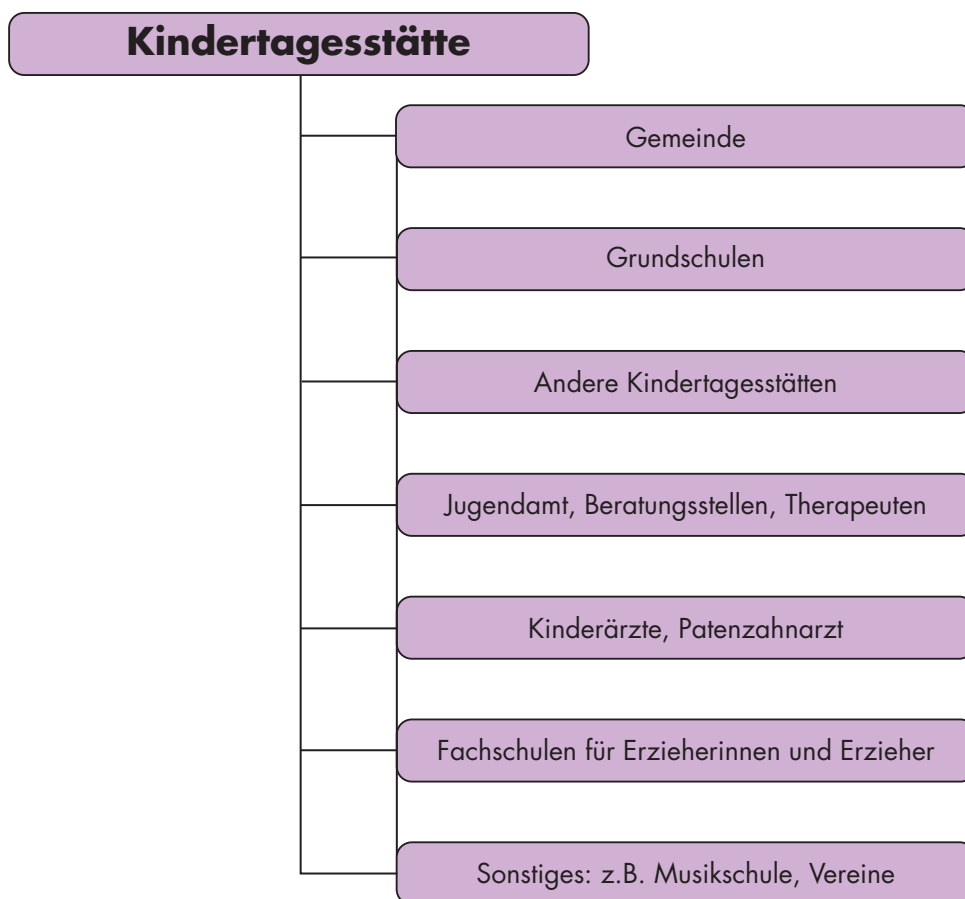 Kindertagesstätte
Gemeinde
Grundschulen
Andere Kindertagesstätten
Jugendamt, Beratungsstellen, Therapeuten
Kinderärzte, Patenzahnarzt
Fachschulen für Erzieherinnen und Erzieher
Sonstiges: z.B. Musikschule, Vereine